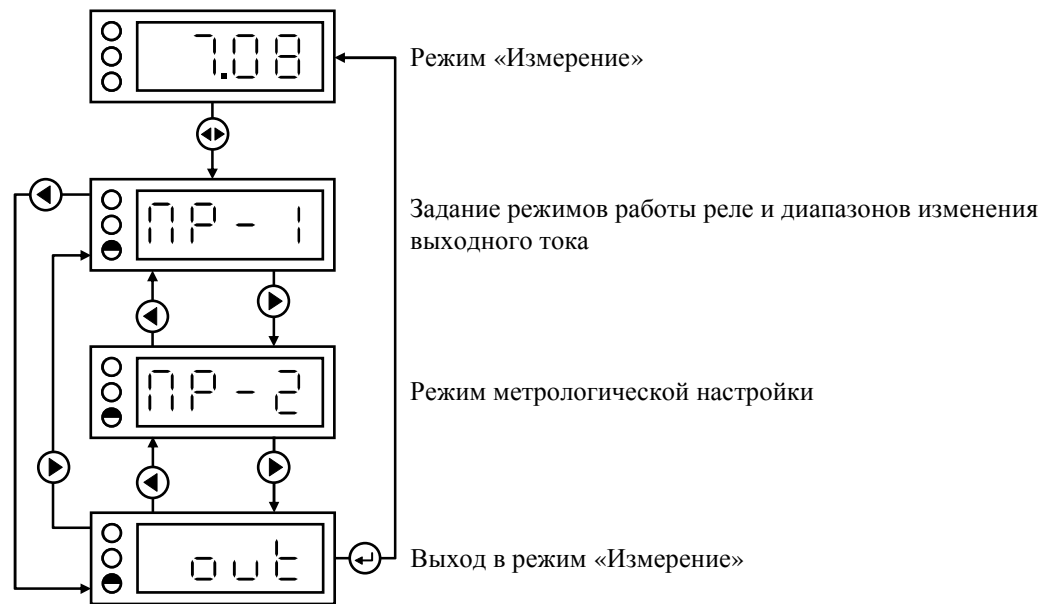 7.08
Режим «Измерение»
ПР-1
Задание режимов работы реле и диапазонов изменения
выходного тока
ПР-2
Режим метрологической настройки
out
Выход в режим «Измерение»